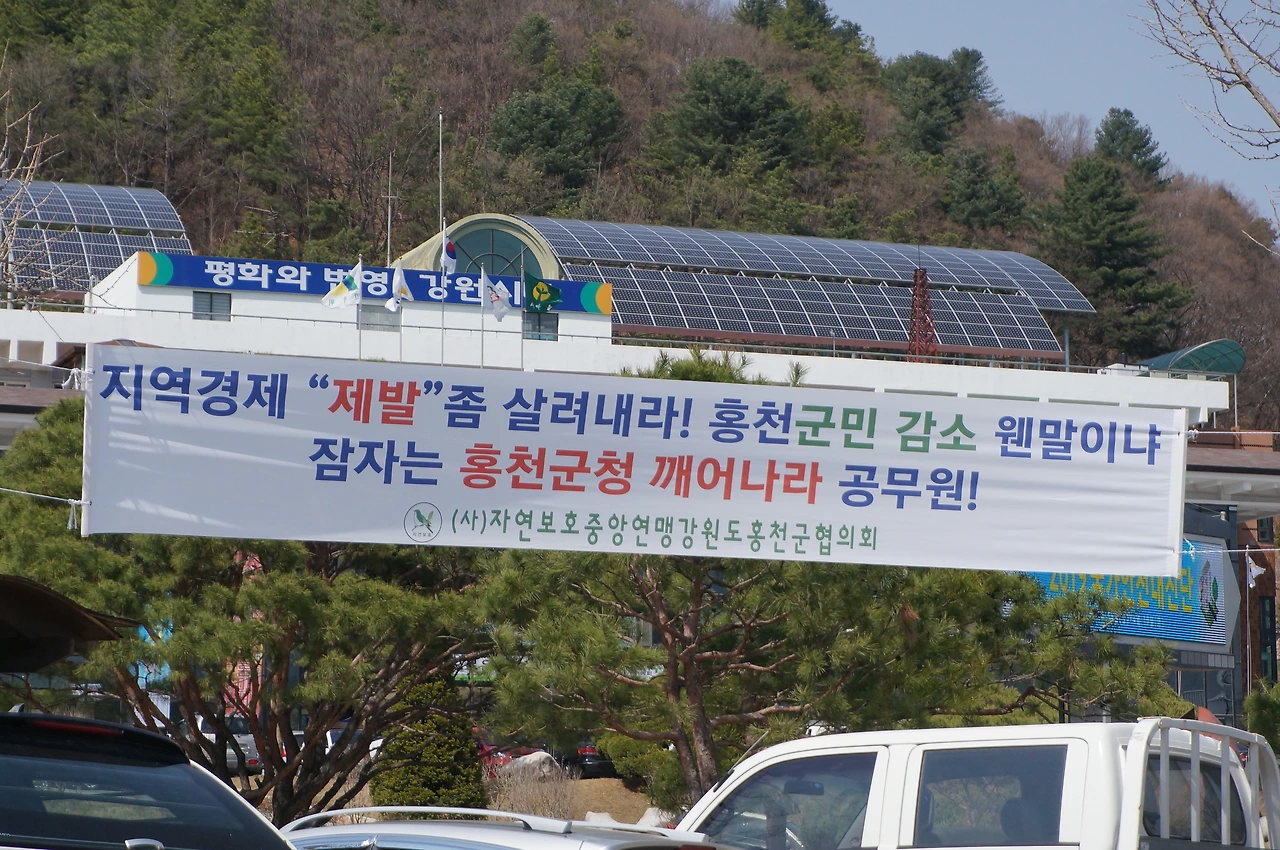 평화와 번영 강원시
지역경제 "제발"좀 살려내라! 홍천군민 감소 웬말이냐
잠자는 홍천군청 깨어나라 공무원!
(사)자연보호중앙연맹강원도홍천군협의회